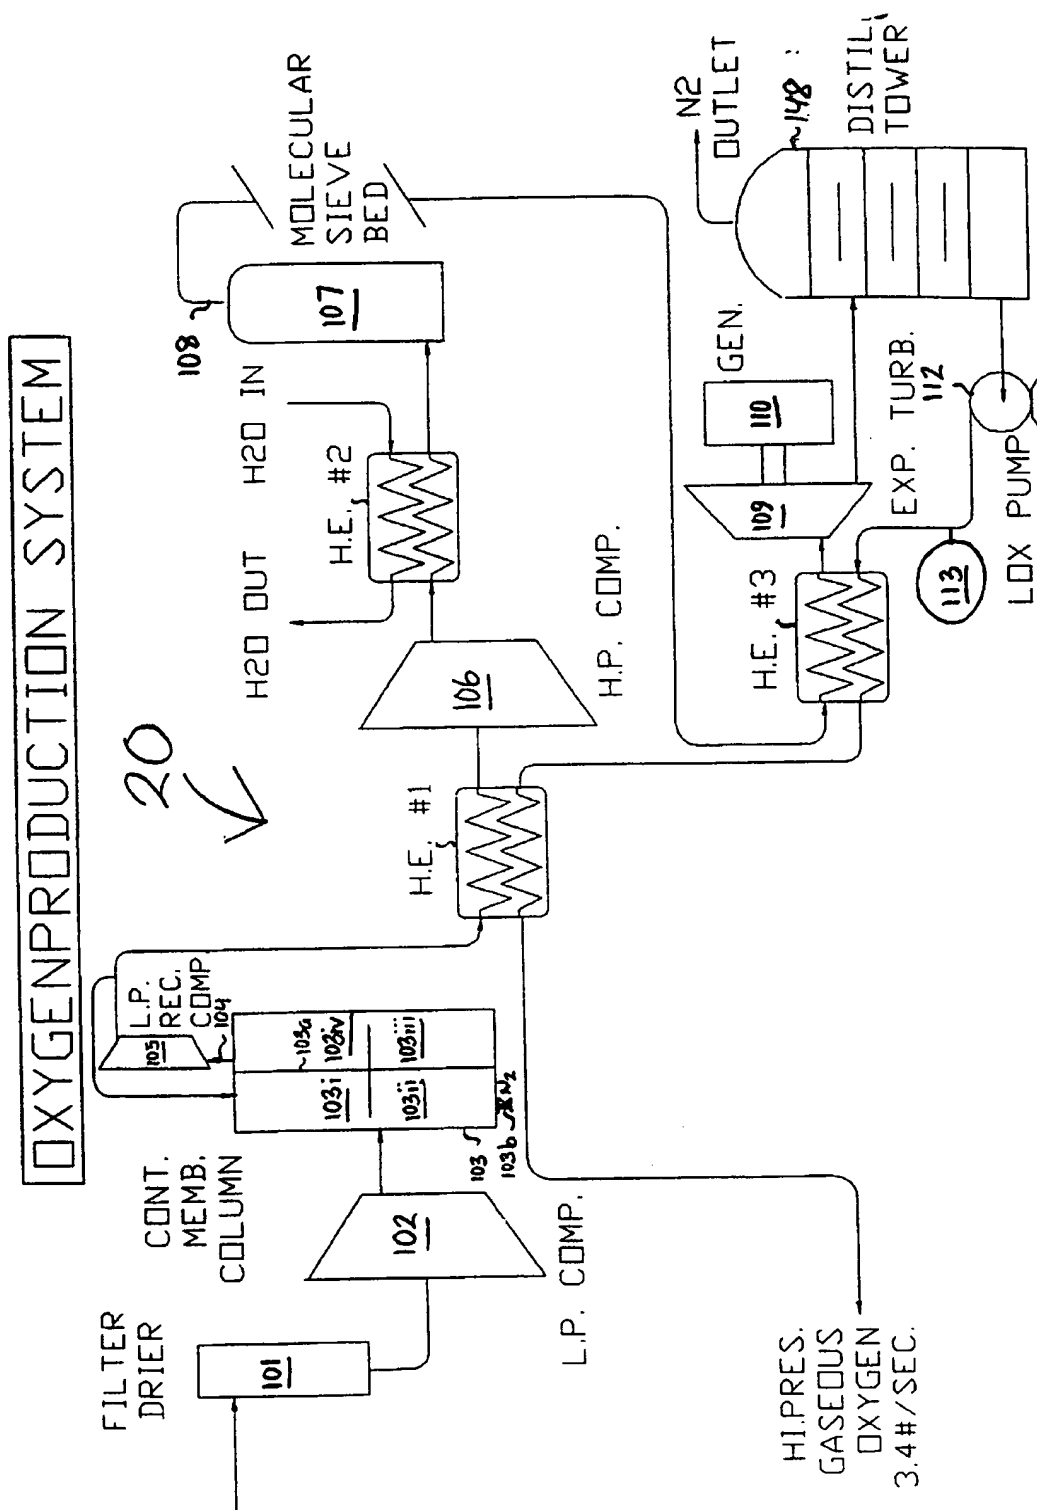 OXYGENPRODUCTION SYSTEM
20
FILTER
DRIER
101
L.P. COMP.
102
CONT.
MEMB.
COLUMN
103i
103ii
103iii
103iv
103a
103
103b
N2
104
105
L.P.
REC.
COMP
H.E. #1
H.P. COMP.
106
H2O OUT
H2O IN
H.E. #2
107
108
MOLECULAR
SIEVE
BED
H.E. #3
109
EXP. TURB.
110
GEN.
112
113
LOX PUMP
N2
OUTLET
148
DISTIL
TOWER
HI.PRES.
GASEOUS
OXYGEN
3.4#/SEC.